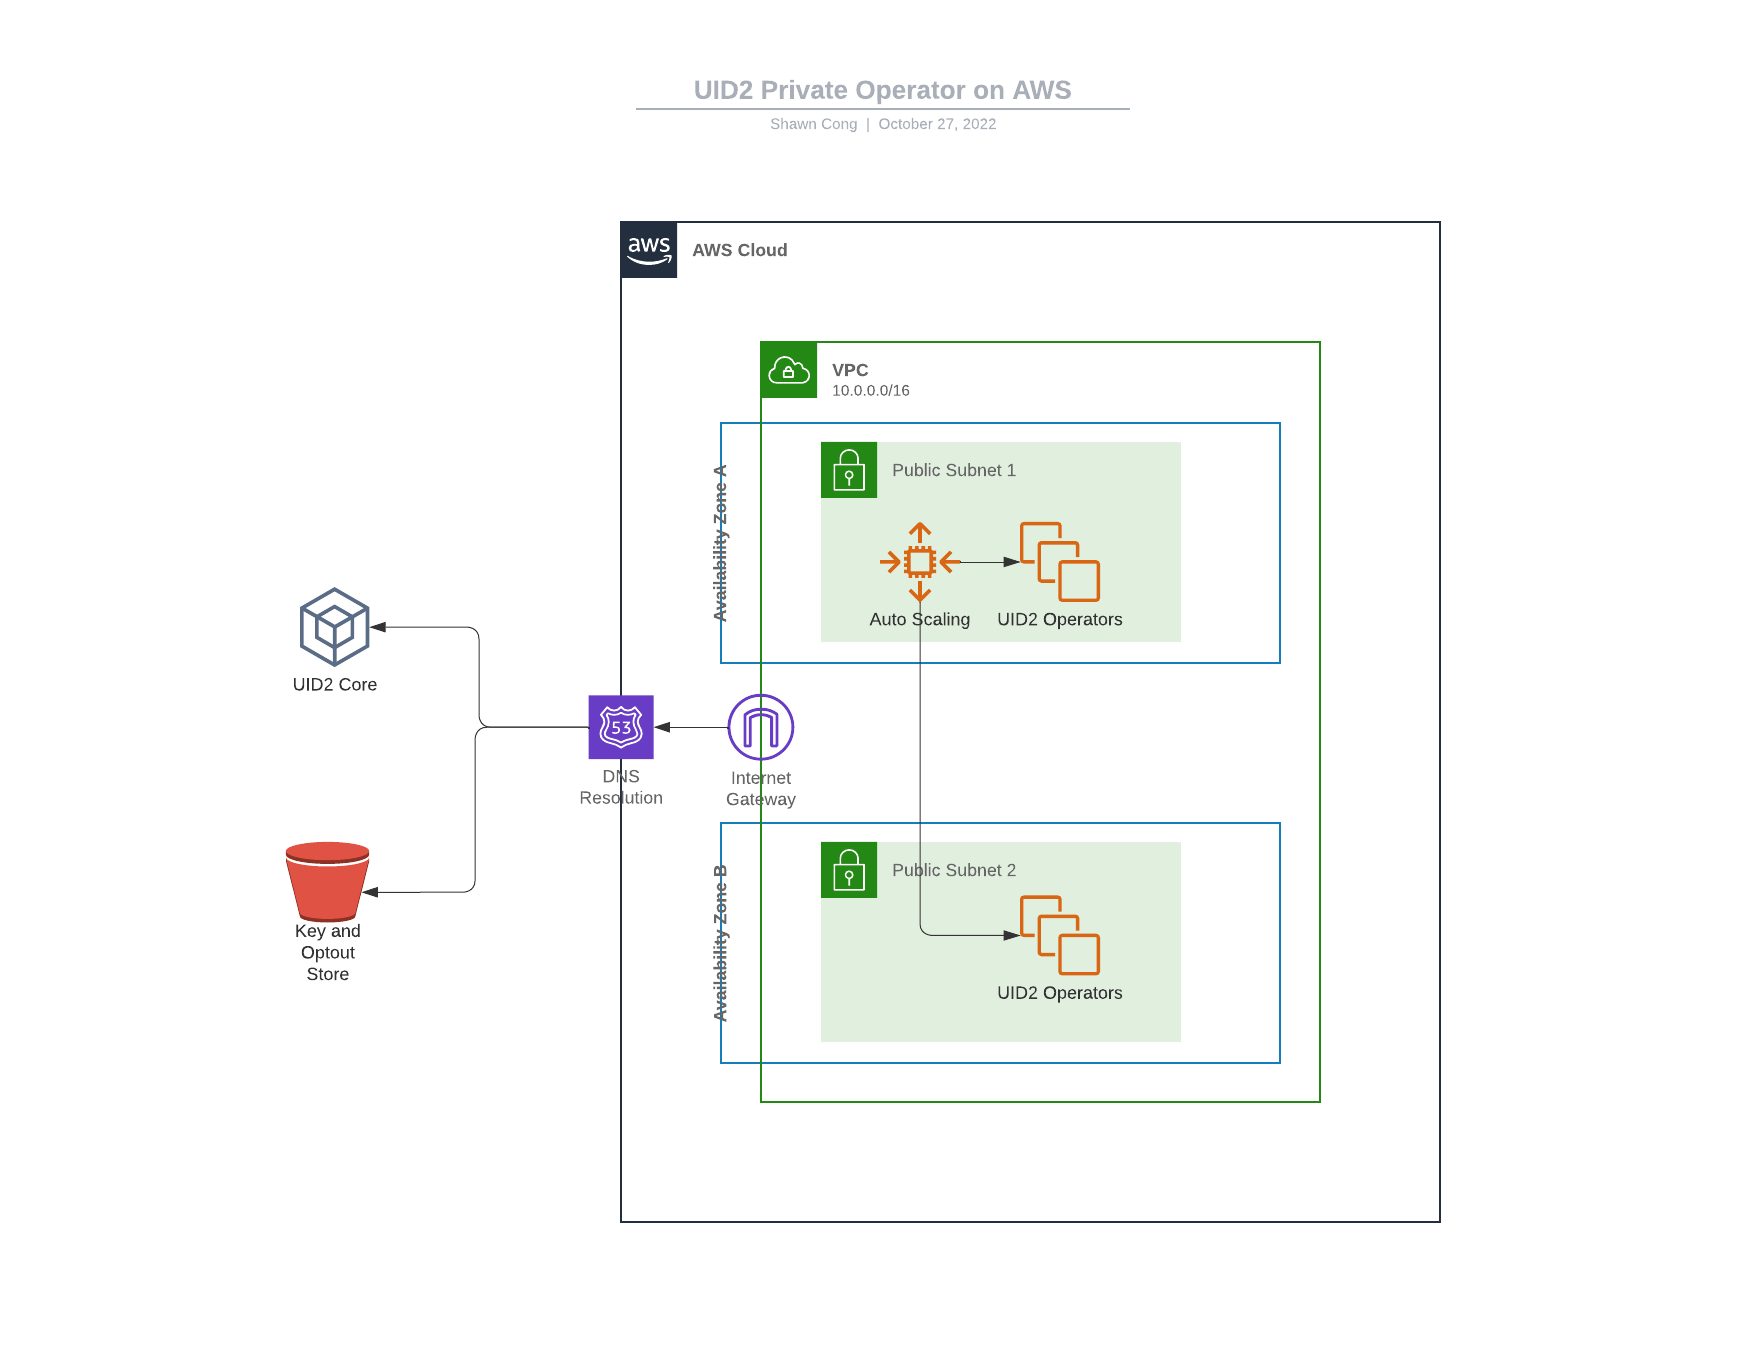 UID2 Private Operator on AWS
Shawn Cong | October 27, 2022
aws
AWS Cloud
VPC
10.0.0.0/16
Availability Zone A
Public Subnet 1
Auto Scaling
UID2 Operators
UID2 Core
53
DNS
Resolution
Internet
Gateway
Availability Zone B
Public Subnet 2
UID2 Operators
Key and
Optout
Store